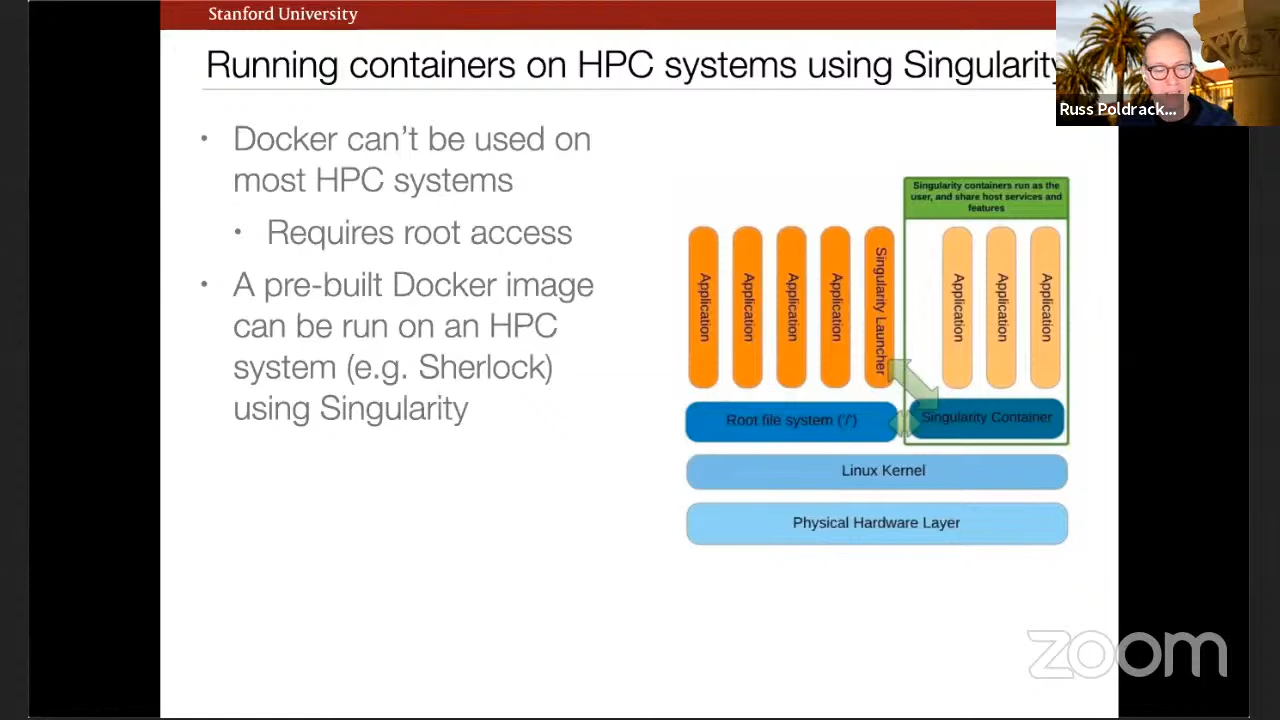 Stanford University
Running containers on HPC systems using Singularity
Russ Poldrack...
• Docker can't be used on
most HPC systems
• Requires root access
• A pre-built Docker image
can be run on an HPC
system (e.g. Sherlock)
using Singularity
Singularity containers run as the
user, and share host services and
features
Application
Application
Application
Application
Singularity Launcher
Application
Application
Application
Root file system ('/')
Singularity Container
Linux Kernel
Physical Hardware Layer
zoom